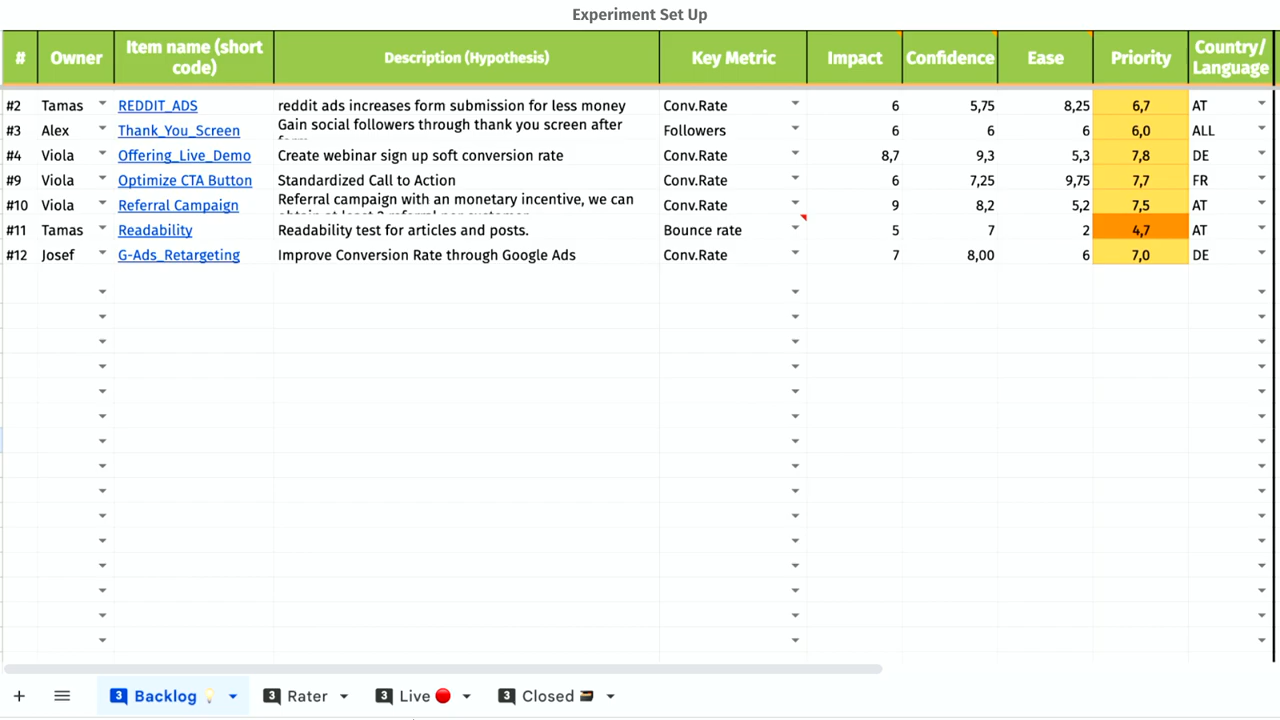 Experiment Set Up
# Owner Item name (short code) Description (Hypothesis) Key Metric Impact Confidence Ease Priority Country/ Language
#2 Tamas REDDIT_ADS reddit ads increases form submission for less money Conv.Rate 6 5,75 8,25 6,7 AT
#3 Alex Thank_You_Screen Gain social followers through thank you screen after Followers 6 6 6 6,0 ALL
#4 Viola Offering_Live_Demo Create webinar sign up soft conversion rate Conv.Rate 8,7 9,3 5,3 7,8 DE
#9 Viola Optimize CTA Button Standardized Call to Action Conv.Rate 6 7,25 9,75 7,7 FR
#10 Viola Referral Campaign Referral campaign with an monetary incentive, we can Conv.Rate 9 8,2 5,2 7,5 AT
#11 Tamas Readability Readability test for articles and posts. Bounce rate 5 7 2 4,7 AT
#12 Josef G-Ads_Retargeting Improve Conversion Rate through Google Ads Conv.Rate 7 8,00 6 7,0 DE
3 Backlog 3 Rater 3 Live 3 Closed